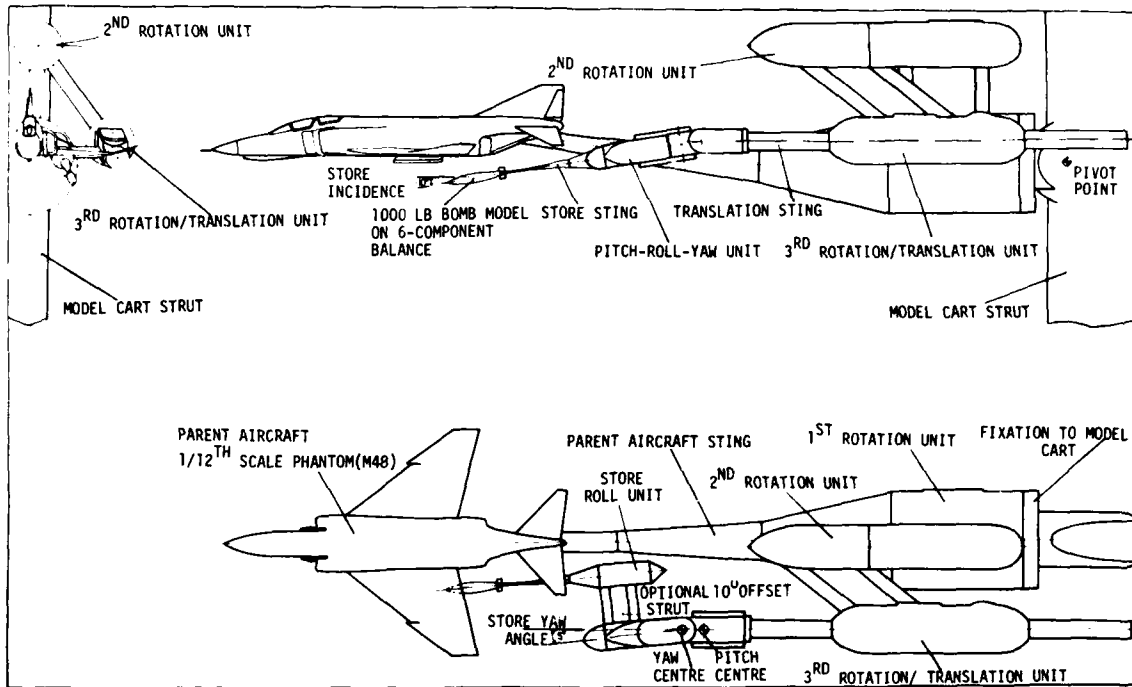 2ND ROTATION UNIT
2ND
ROTATION UNIT
STORE
INCIDENCE
PIVOT
POINT
3RD ROTATION/TRANSLATION UNIT
1000 LB BOMB MODEL
ON 6-COMPONENT
BALANCE
STORE STING
TRANSLATION STING
PITCH-ROLL-YAW UNIT
3RD ROTATION/TRANSLATION UNIT
MODEL CART STRUT
MODEL CART STRUT
PARENT AIRCRAFT
1/12TH SCALE PHANTOM(M48)
PARENT AIRCRAFT STING
1ST ROTATION UNIT
FIXATION TO MODEL
CART
STORE
ROLL UNIT
2ND ROTATION UNIT
OPTIONAL 10° OFFSET
STRUT
STORE YAW
ANGLE
YAW
CENTRE
PITCH
CENTRE
3RD ROTATION/ TRANSLATION UNIT